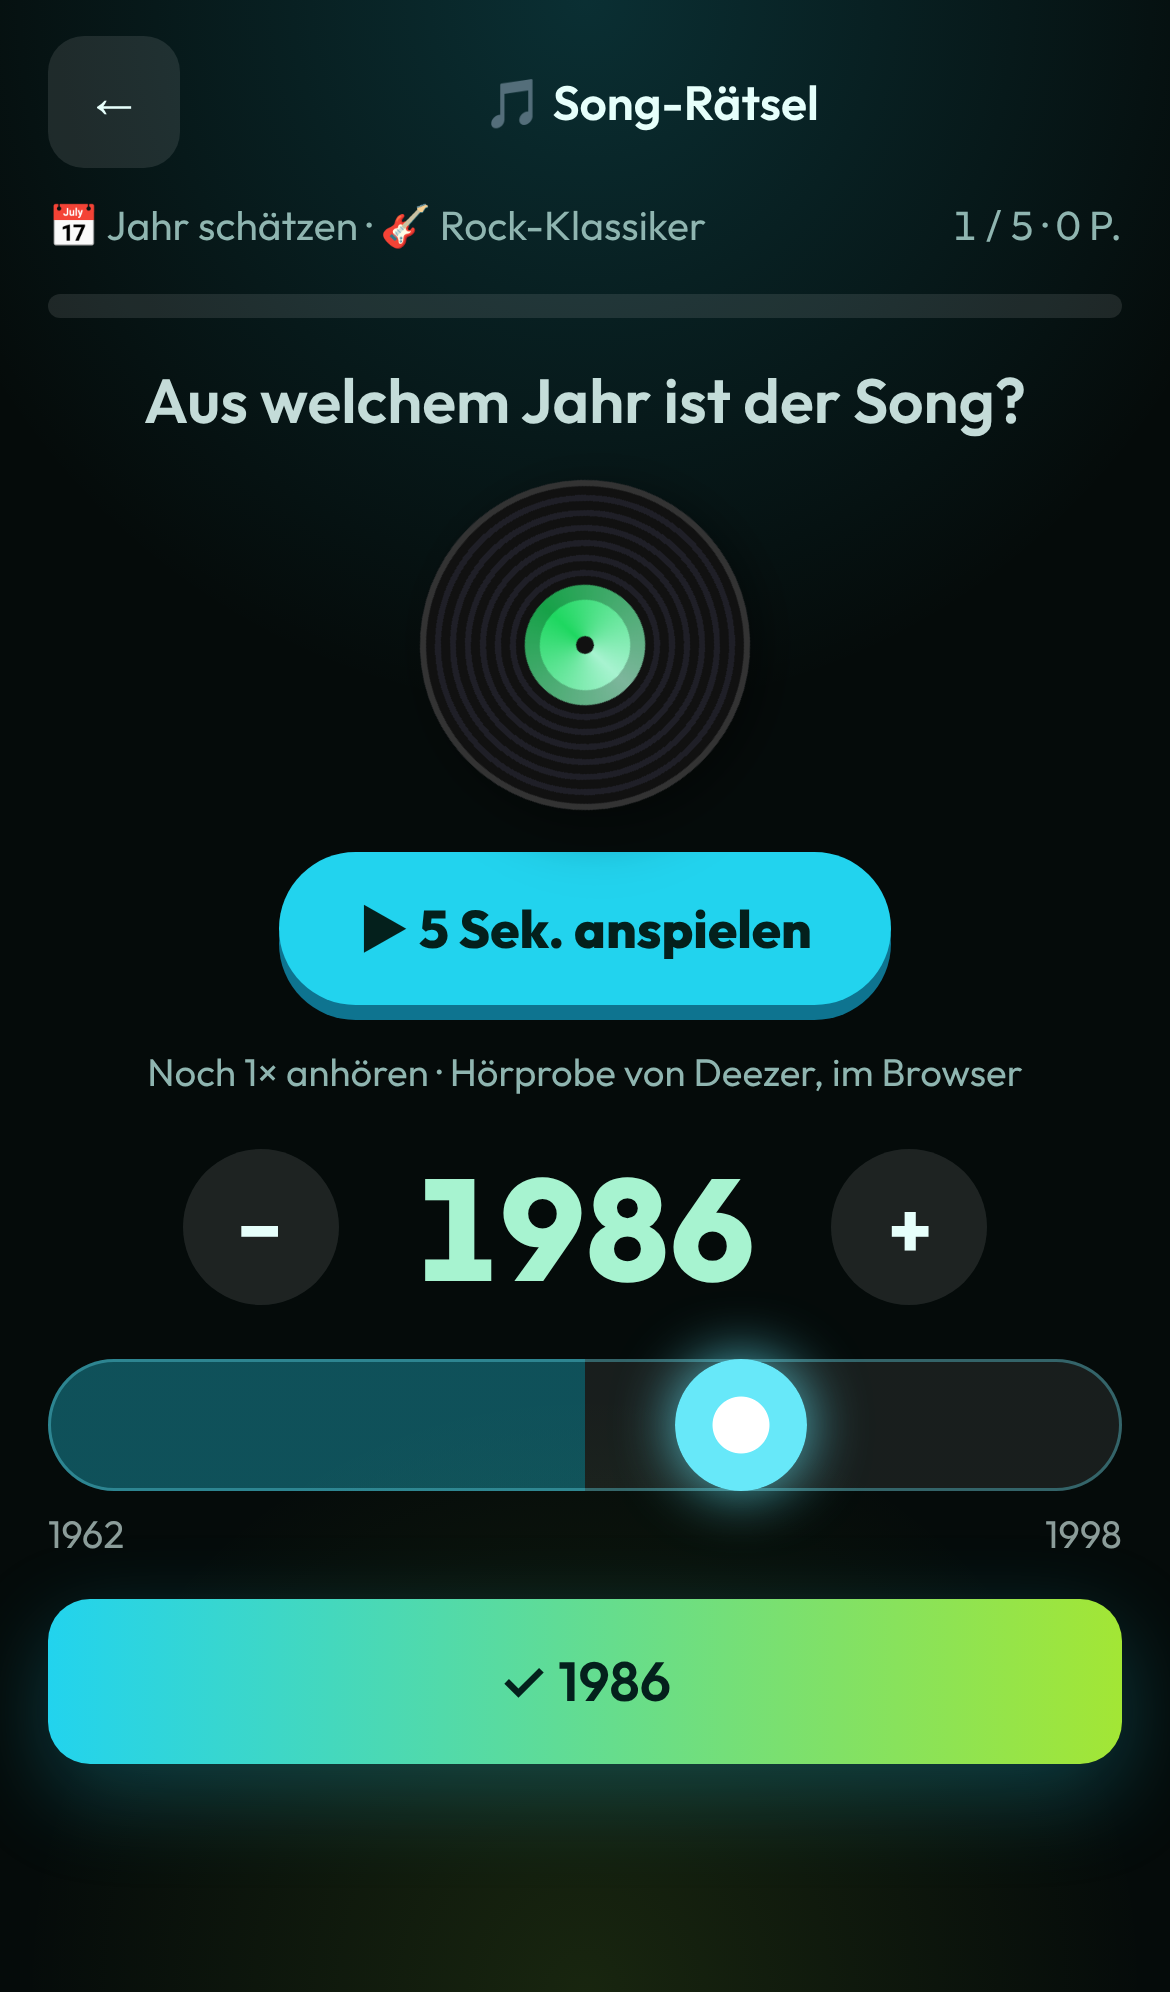 ←
🎵 Song-Rätsel
📅 Jahr schätzen · 🎸 Rock-Klassiker 1 / 5 · 0 P.
Aus welchem Jahr ist der Song?
▶ 5 Sek. anspielen
Noch 1× anhören · Hörprobe von Deezer, im Browser
− 1986 +
1962 1998
✓ 1986